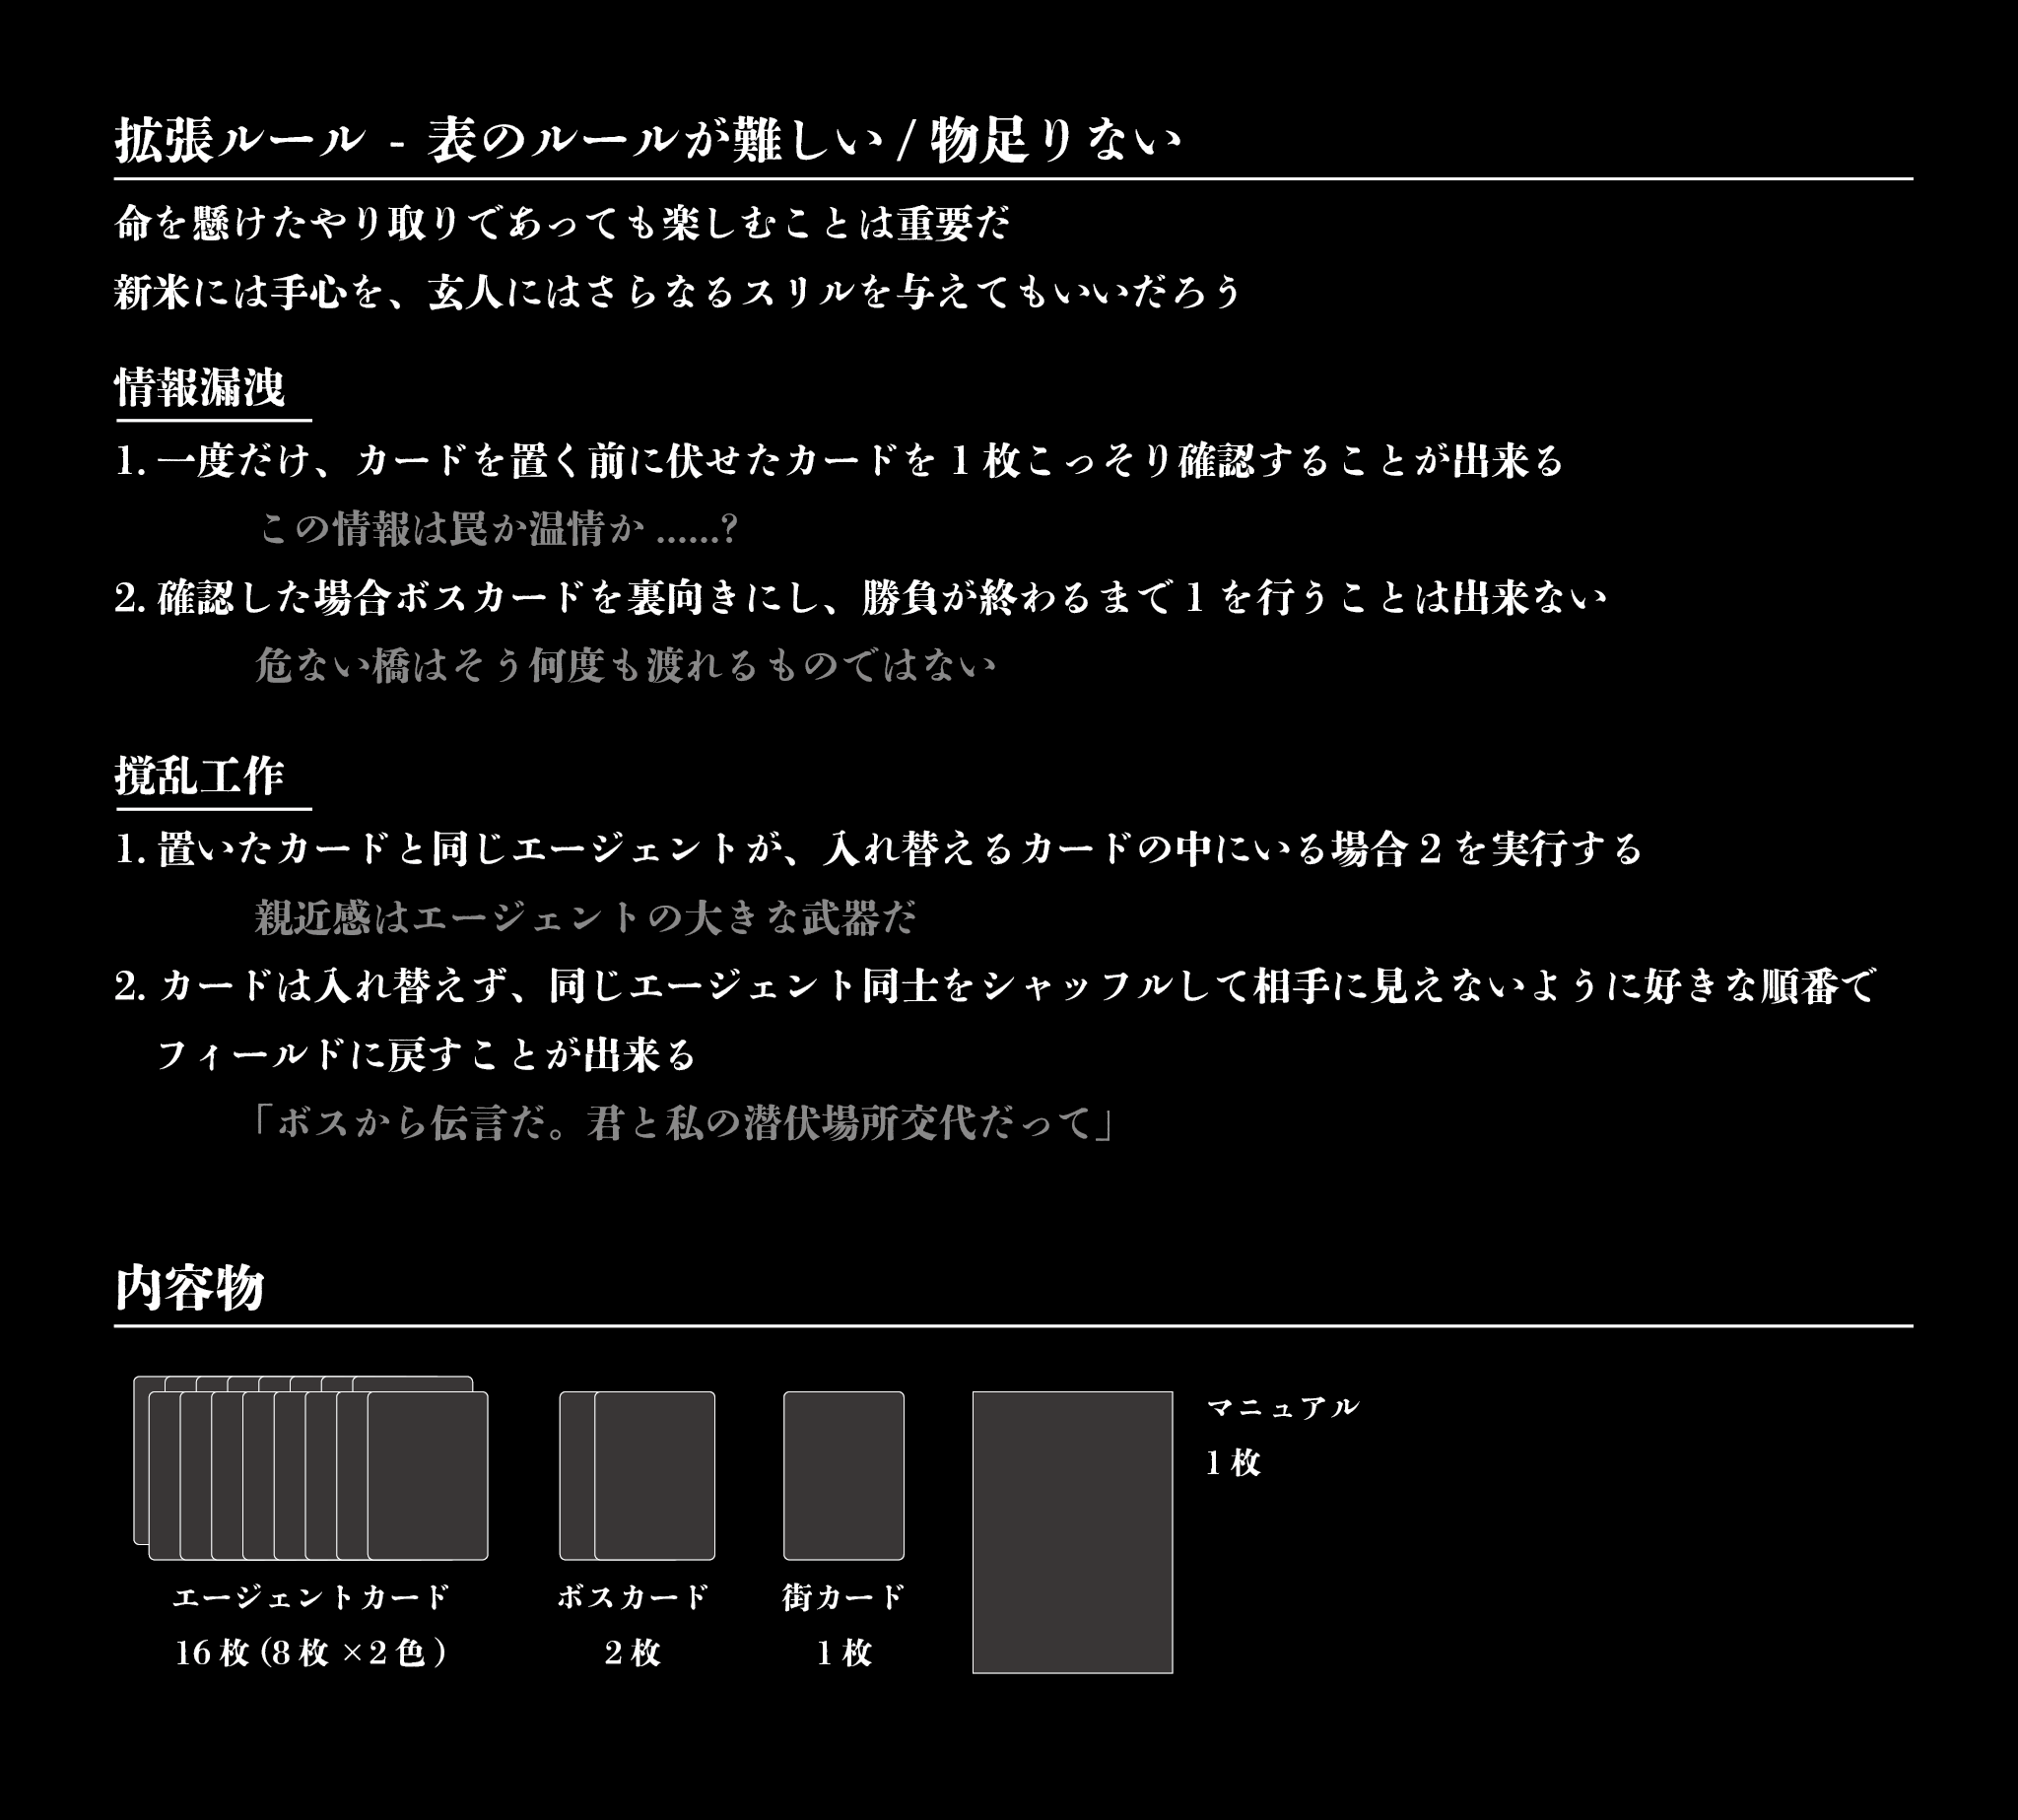 拡張ルール - 表のルールが難しい / 物足りない
命を懸けたやり取りであっても楽しむことは重要だ
新米には手心を、玄人にはさらなるスリルを与えてもいいだろう
情報漏洩
1. 一度だけ、カードを置く前に伏せたカードを 1 枚こっそり確認することが出来る
この情報は罠か温情か ......?
2. 確認した場合ボスカードを裏向きにし、勝負が終わるまで 1 を行うことは出来ない
危ない橋はそう何度も渡れるものではない
撹乱工作
1. 置いたカードと同じエージェントが、入れ替えるカードの中にいる場合 2 を実行する
親近感はエージェントの大きな武器だ
2. カードは入れ替えず、同じエージェント同士をシャッフルして相手に見えないように好きな順番で
フィールドに戻すことが出来る
「ボスから伝言だ。君と私の潜伏場所交代だって」
内容物
エージェントカード
16 枚 (8 枚 ×2 色 )
ボスカード
2 枚
街カード
1 枚
マニュアル
1 枚